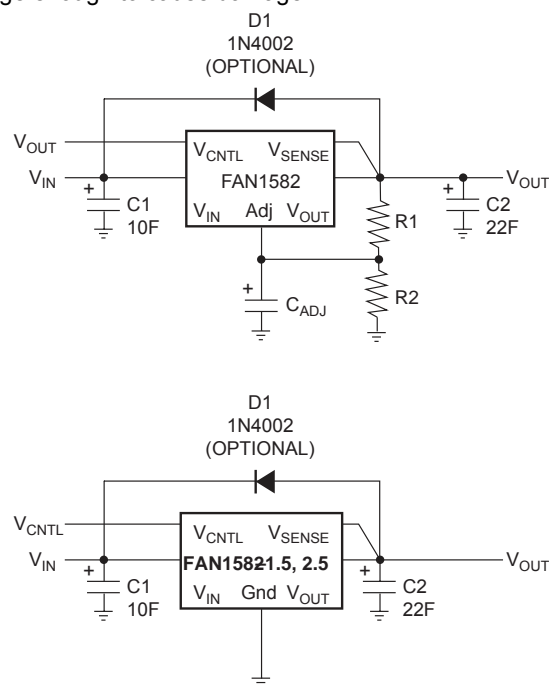 D1
1N4002
(OPTIONAL)
VOUT
VCNTL VSENSE
VIN
FAN1582
VOUT
+
C1
10F
VIN Adj VOUT
R1
+
C2
22F
+
CADJ
R2
D1
1N4002
(OPTIONAL)
VCNTL
VCNTL VSENSE
VIN
FAN1582-1.5, 2.5
VOUT
+
C1
10F
VIN Gnd VOUT
+
C2
22F